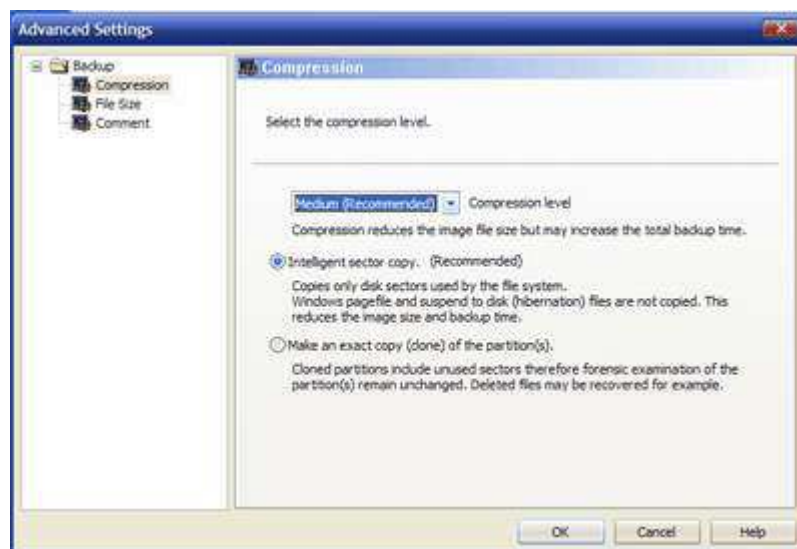 Advanced Settings
Backup
Compression
File Size
Comment
Compression
Select the compression level.
Medium (Recommended) Compression level
Compression reduces the image file size but may increase the total backup time.
Intelligent sector copy. (Recommended)
Copies only disk sectors used by the file system.
Windows pagefile and suspend to disk (hibernation) files are not copied. This
reduces the image size and backup time.
Make an exact copy (clone) of the partition(s).
Cloned partitions include unused sectors therefore forensic examination of the
partition(s) remain unchanged. Deleted files may be recovered for example.
OK Cancel Help